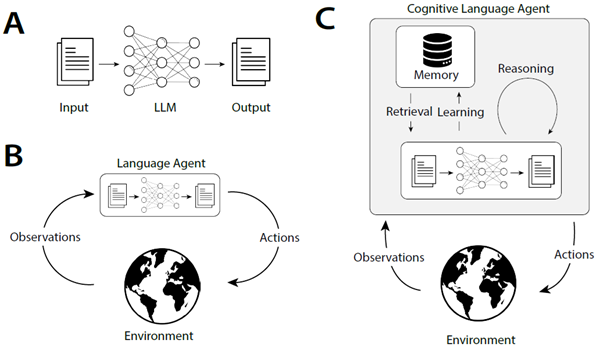 A
Input
LLM
Output
B
Language Agent
Observations
Actions
Environment
C
Cognitive Language Agent
Memory
Reasoning
Retrieval
Learning
Observations
Actions
Environment